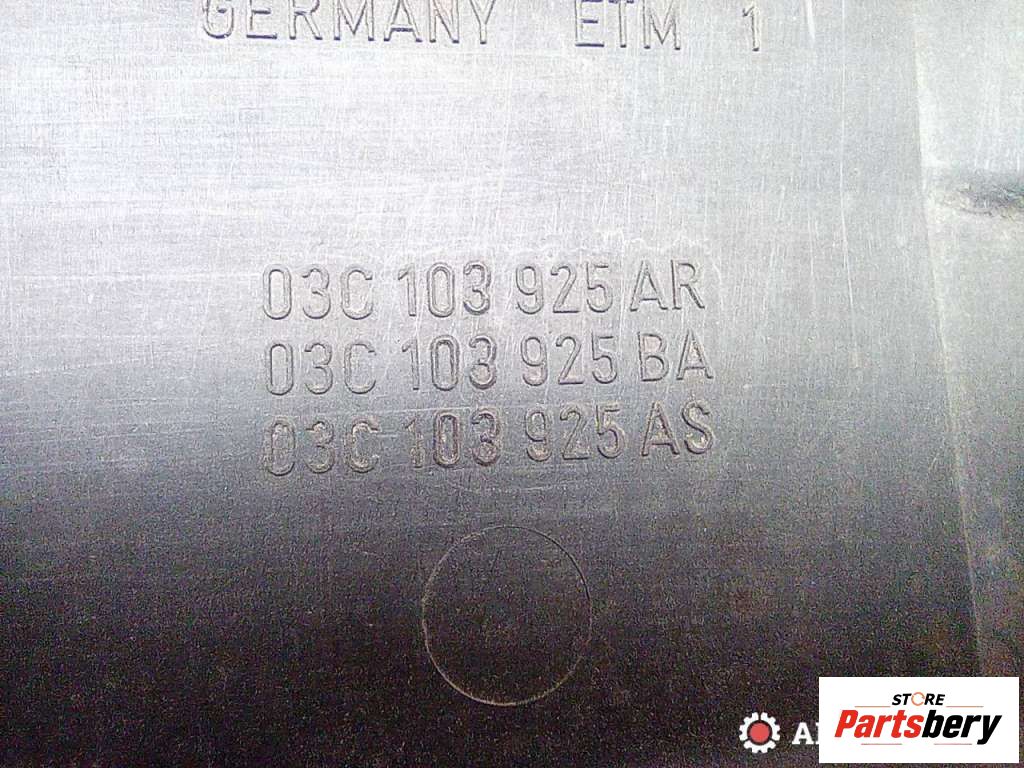 GERMANY ETM 1
03C 103 925 AR
03C 103 925 BA
03C 103 925 AS
STORE
Partsbery